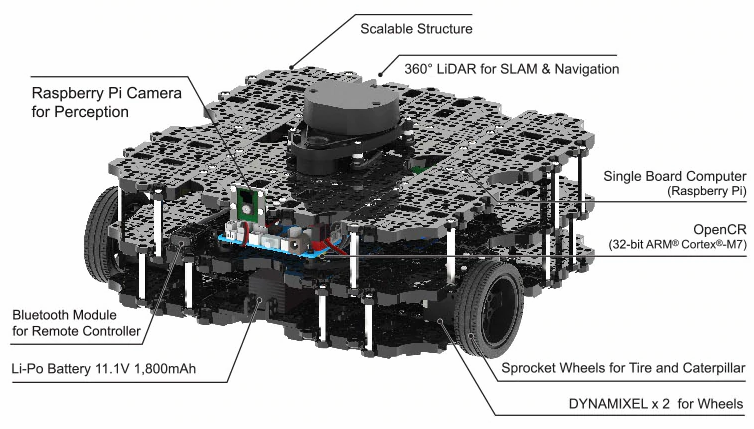 Scalable Structure
360° LiDAR for SLAM & Navigation
Raspberry Pi Camera
for Perception
Single Board Computer
(Raspberry Pi)
OpenCR
(32-bit ARM® Cortex®-M7)
Bluetooth Module
for Remote Controller
Li-Po Battery 11.1V 1,800mAh
Sprocket Wheels for Tire and Caterpillar
DYNAMIXEL x 2 for Wheels